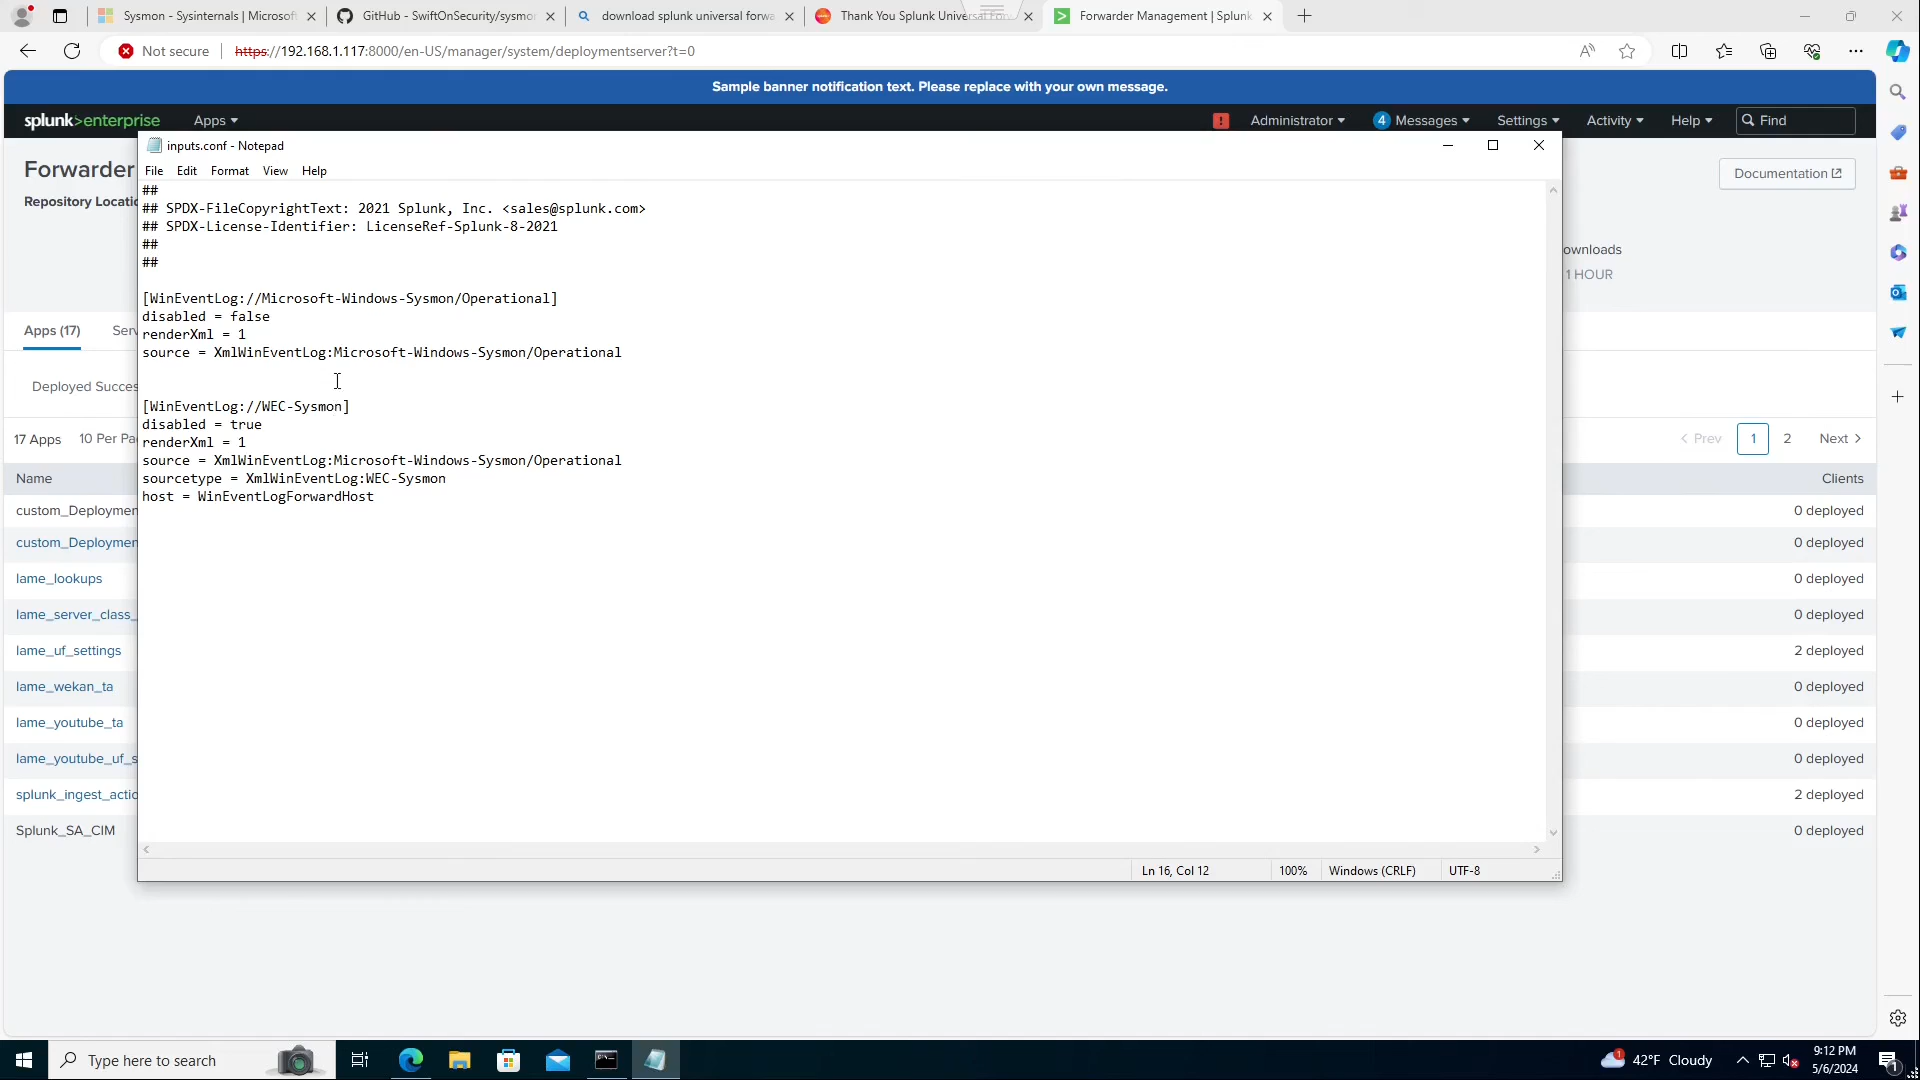 Sysmon - Sysinternals | Microsof
GitHub - SwiftOnSecurity/sysmor
download splunk universal forwa
Thank You Splunk Universal For
Forwarder Management | Splunk
Not secure
https://192.168.1.117:8000/en-US/manager/system/deploymentserver?t=0
Sample banner notification text. Please replace with your own message.
splunk>enterprise Apps
! Administrator 4 Messages Settings Activity Help Find
inputs.conf - Notepad
File Edit Format View Help
Forwarder
Repository Locatio
Documentation
##
## SPDX-FileCopyrightText: 2021 Splunk, Inc. <sales@splunk.com>
## SPDX-License-Identifier: LicenseRef-Splunk-8-2021
##
##
ownloads
1 HOUR
[WinEventLog://Microsoft-Windows-Sysmon/Operational]
disabled = false
renderXml = 1
source = XmlWinEventLog:Microsoft-Windows-Sysmon/Operational
Apps (17) Serv
Deployed Succes
[WinEventLog://WEC-Sysmon]
disabled = true
renderXml = 1
source = XmlWinEventLog:Microsoft-Windows-Sysmon/Operational
sourcetype = XmlWinEventLog:WEC-Sysmon
host = WinEventLogForwardHost
17 Apps 10 Per Pa
< Prev 1 2 Next >
Name Clients
custom_Deploymen 0 deployed
custom_Deploymen 0 deployed
lame_lookups 0 deployed
lame_server_class_ 0 deployed
lame_uf_settings 2 deployed
lame_wekan_ta 0 deployed
lame_youtube_ta 0 deployed
lame_youtube_uf_s 0 deployed
splunk_ingest_actio 2 deployed
Splunk_SA_CIM 0 deployed
Ln 16, Col 12 100% Windows (CRLF) UTF-8
Type here to search
1 42°F Cloudy
9:12 PM
5/6/2024
1